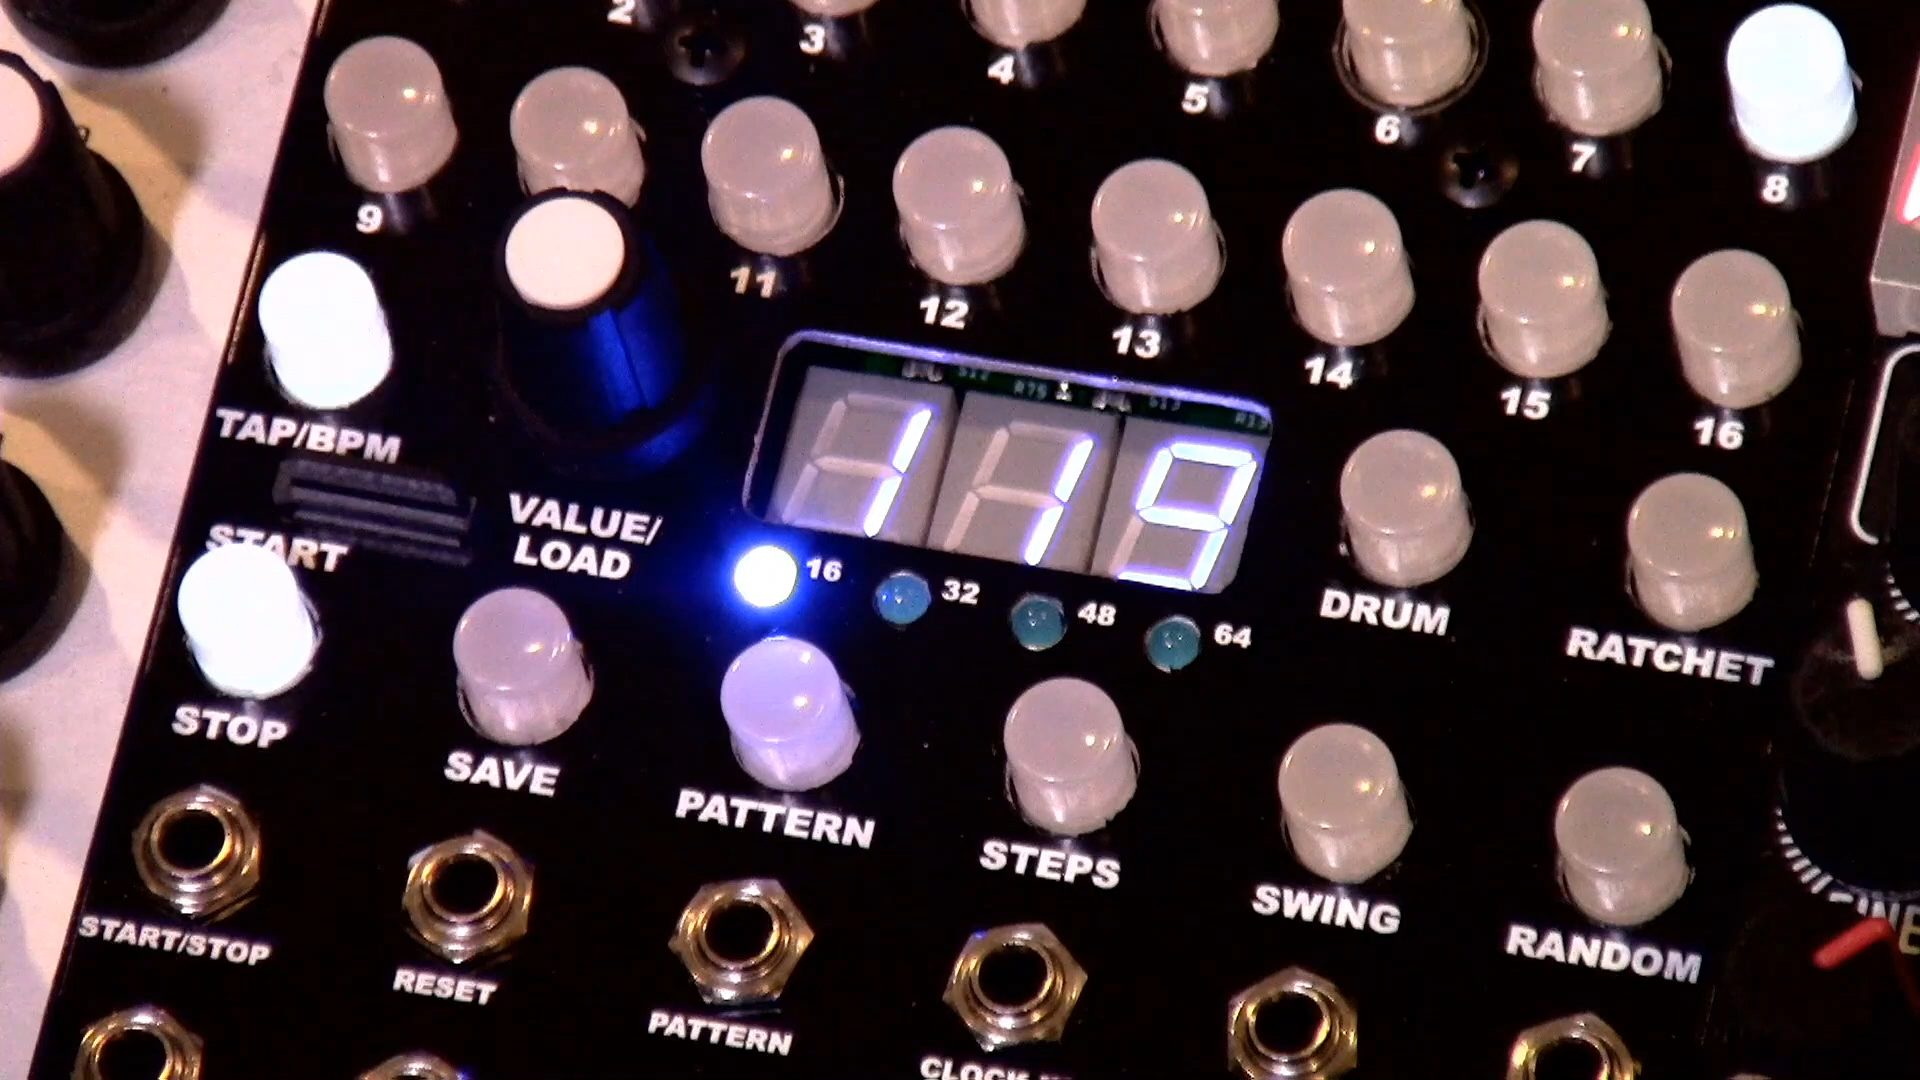 2
3
4
5
6
7
8
9
11
12
13
14
15
16
TAP/BPM
START
VALUE/
LOAD
119
16
32
48
64
DRUM
RATCHET
STOP
SAVE
PATTERN
STEPS
SWING
RANDOM
START/STOP
RESET
PATTERN
CLOCK